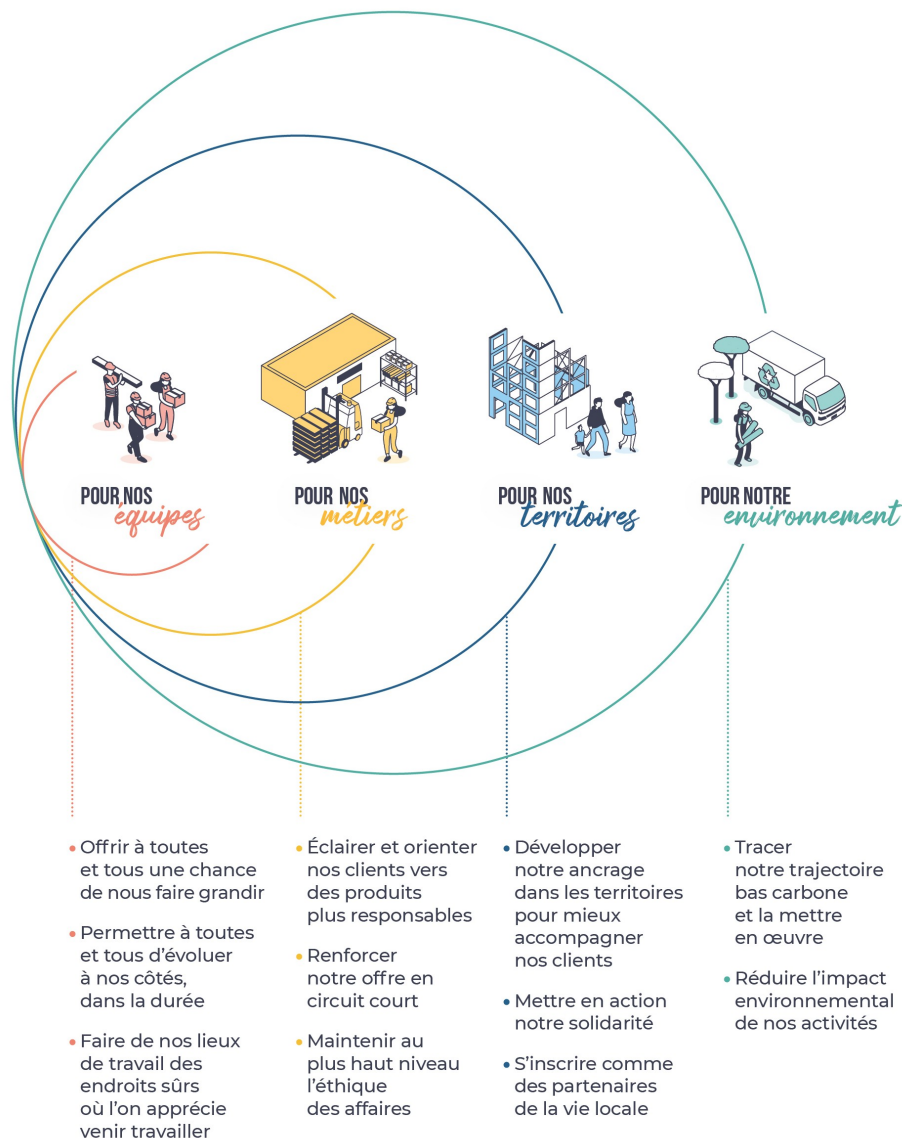 POUR NOS
équipes
POUR NOS
métiers
POUR NOS
territoires
POUR NOTRE
environnement
• Offrir à toutes
et tous une chance
de nous faire grandir
• Permettre à toutes
et tous d’évoluer
à nos côtés,
dans la durée
• Faire de nos lieux
de travail des
endroits sûrs
où l’on apprécie
venir travailler
• Éclairer et orienter
nos clients vers
des produits
plus responsables
• Renforcer
notre offre en
circuit court
• Maintenir au
plus haut niveau
l’éthique
des affaires
• Développer
notre ancrage
dans les territoires
pour mieux
accompagner
nos clients
• Mettre en action
notre solidarité
• S’inscrire comme
des partenaires
de la vie locale
• Tracer
notre trajectoire
bas carbone
et la mettre
en œuvre
• Réduire l’impact
environnemental
de nos activités